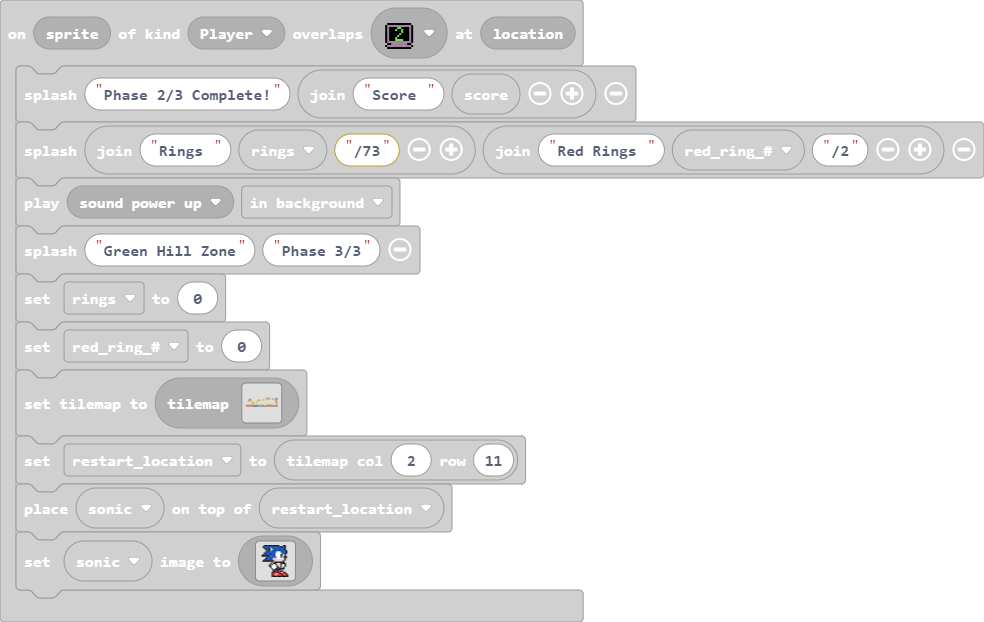 on sprite of kind Player overlaps 2 at location
splash "Phase 2/3 Complete!" join "Score " score
splash join "Rings " rings "/73" join "Red Rings " red_ring_# "/2"
play sound power up in background
splash "Green Hill Zone" "Phase 3/3"
set rings to 0
set red_ring_# to 0
set tilemap to tilemap
set restart_location to tilemap col 2 row 11
place sonic on top of restart_location
set sonic image to